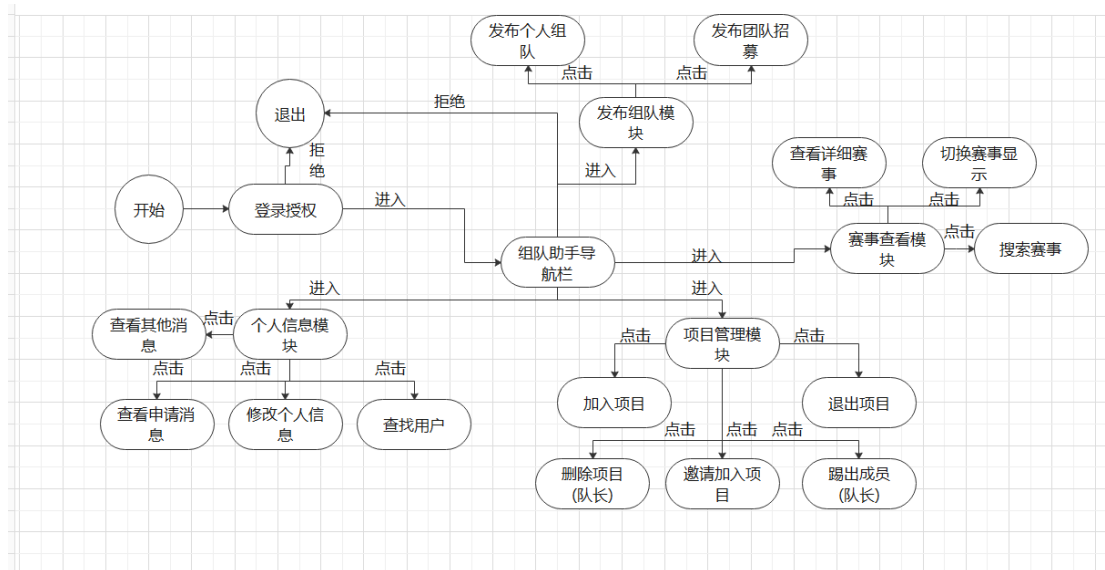 发布个人组
队
发布团队招
募
点击
点击
退出
拒绝
发布组队模
块
拒
绝
进入
查看详细赛
事
切换赛事显
示
开始
登录授权
进入
点击
点击
组队助手导
航栏
进入
赛事查看模
块
点击
搜索赛事
进入
进入
查看其他消
息
点击
个人信息模
块
项目管理模
块
点击
点击
点击
点击
点击
加入项目
退出项目
查看申请消
息
修改个人信
息
查找用户
点击
点击
点击
删除项目
(队长)
邀请加入项
目
踢出成员
(队长)